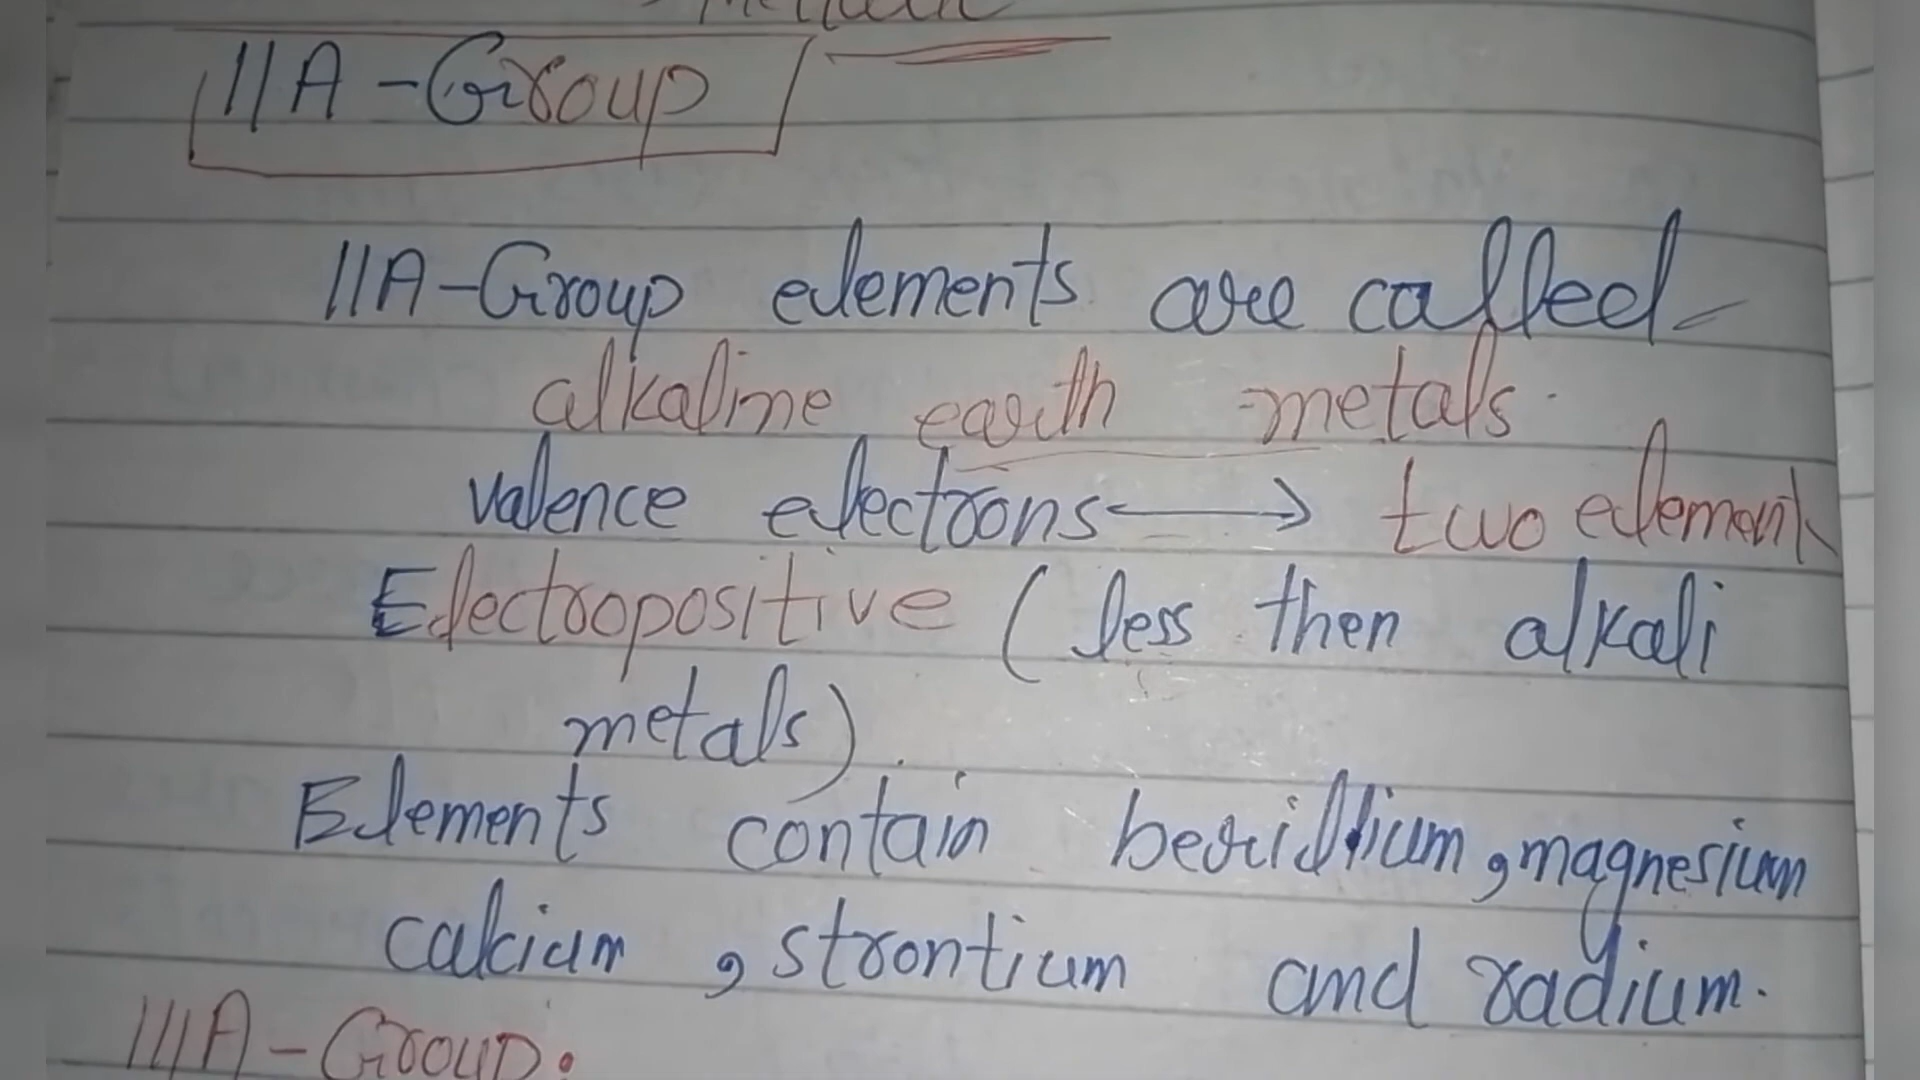 IIA-Group
IIA-Group elements are called
alkaline earth metals.
valence electrons → two element
Electropositive (less then alkali
metals)
Elements contain berillium, magnesium
calcium, strontium and radium.
IIIA-Group: